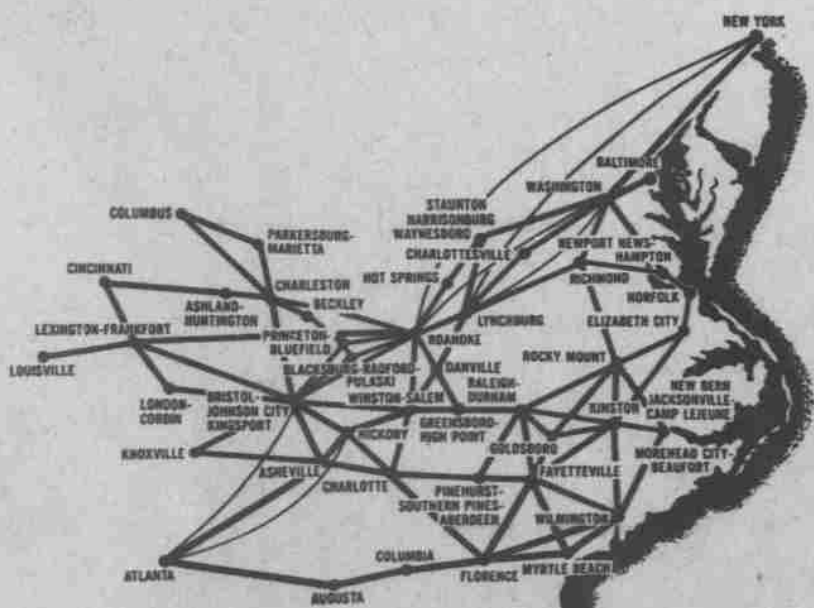 NEW YORK
BALTIMORE
WASHINGTON
STAUNTON
HARRISONBURG
WAYNESBORO
COLUMBUS
PARKERSBURG-
MARIETTA
CHARLOTTESVILLE
NEWPORT NEWS-
HAMPTON
CINCINNATI
CHARLESTON
HOT SPRINGS
RICHMOND
NORFOLK
ASHLAND-
HUNTINGTON
BECKLEY
LEXINGTON-FRANKFORT
LYNCHBURG
ELIZABETH CITY
PRINCETON-
BLUEFIELD
ROANOKE
LOUISVILLE
BLACKSBURG-RADFORD-
PULASKI
DANVILLE
ROCKY MOUNT
LONDON-
CORBIN
BRISTOL-
JOHNSON CITY
KINGSPORT
WINSTON-SALEM
RALEIGH-
DURHAM
NEW BERN
JACKSONVILLE-
CAMP LEJEUNE
KINSTON
HICKORY
GREENSBORO-
HIGH POINT
GOLDSBORO
MOREHEAD CITY-
BEAUFORT
KNOXVILLE
ASHEVILLE
CHARLOTTE
FAYETTEVILLE
PINEHURST-
SOUTHERN PINES-
ABERDEEN
WILMINGTON
ATLANTA
COLUMBIA
FLORENCE
MYRTLE BEACH
AUGUSTA